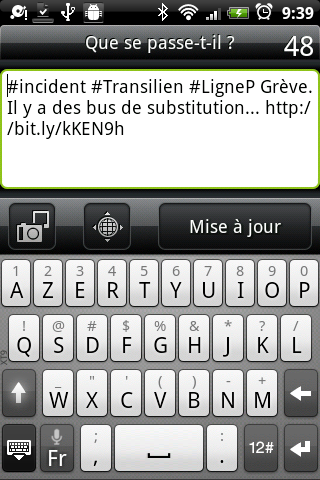 9:39
Que se passe-t-il ? 48
#incident #Transilien #LigneP Grève.
Il y a des bus de substitution... http:/
/bit.ly/kKEN9h
Mise à jour
1 2 3 4 5 6 7 8 9 0
A Z E R T Y U I O P
! @ # $ % & * ? /
Q S D F G H J K L
XT9
_ " ' ( ) - +
W X C V B N M
Fr ; , : . 12#